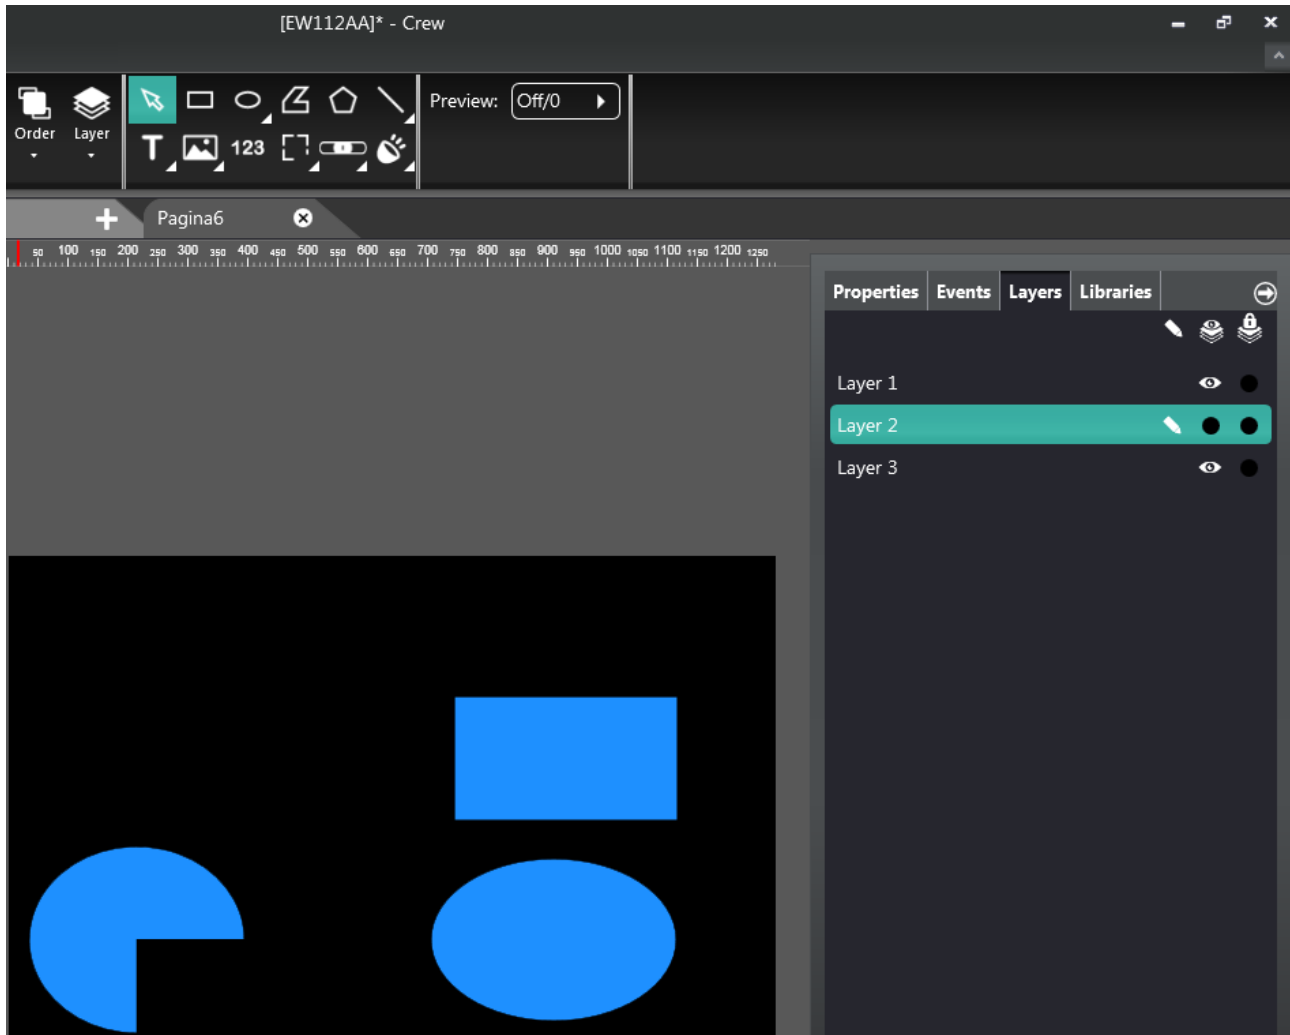 [EW112AA]* - Crew
Order Layer
Preview: Off/0
T 123
Pagina6
50 100 150 200 250 300 350 400 450 500 550 600 650 700 750 800 850 900 950 1000 1050 1100 1150 1200 1250
Properties Events Layers Libraries
Layer 1
Layer 2
Layer 3